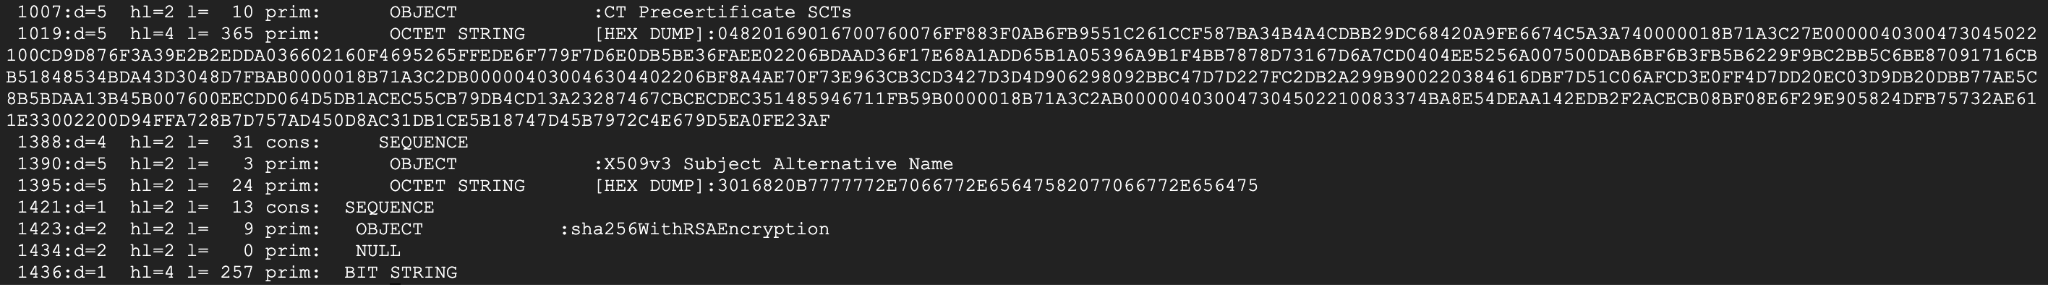 1007:d=5  hl=2 l=  10 prim:      OBJECT            :CT Precertificate SCTs
1019:d=5  hl=4 l= 365 prim:      OCTET STRING      [HEX DUMP]:04820169016700760076FF883F0AB6FB9551C261CCF587BA34B4A4CDBB29DC68420A9FE6674C5A3A740000018B71A3C27E0000040300473045022
100CD9D876F3A39E2B2EDDA036602160F4695265FFEDE6F779F7D6E0DB5BE36FAEE02206BDAAD36F17E68A1ADD65B1A05396A9B1F4BB7878D73167D6A7CD0404EE5256A007500DAB6BF6B3FB5B6229F9BC2BB5C6BE87091716CB
B51848534BDA43D3048D7FBAB0000018B71A3C2DB000004030046304402206BF8A4AE70F73E963CB3CD3427D3D4D906298092BBC47D7D227FC2DB2A299B900220384616DBF7D51C06AFCD3E0FF4D7DD20EC03D9DB20DBB77AE5C
8B5BDAA13B45B007600EECDD064D5DB1ACEC55CB79DB4CD13A23287467CBCECDEC351485946711FB59B0000018B71A3C2AB000004030047304502210083374BA8E54DEAA142EDB2F2ACECB08BF08E6F29E905824DFB75732AE61
1E33002200D94FFA728B7D757AD450D8AC31DB1CE5B18747D45B7972C4E679D5EA0FE23AF
1388:d=4  hl=2 l=  31 cons:     SEQUENCE
1390:d=5  hl=2 l=   3 prim:      OBJECT            :X509v3 Subject Alternative Name
1395:d=5  hl=2 l=  24 prim:      OCTET STRING      [HEX DUMP]:3016820B7777772E7066772E65647582077066772E656475
1421:d=1  hl=2 l=  13 cons:  SEQUENCE
1423:d=2  hl=2 l=   9 prim:   OBJECT            :sha256WithRSAEncryption
1434:d=2  hl=2 l=   0 prim:   NULL
1436:d=1  hl=4 l= 257 prim:  BIT STRING